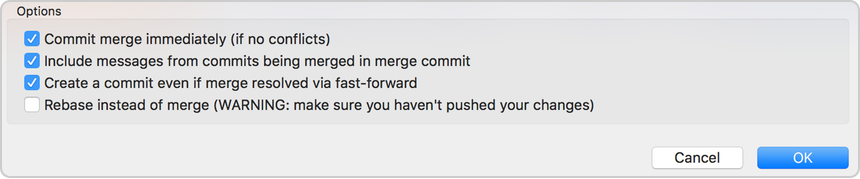 Options
Commit merge immediately (if no conflicts)
Include messages from commits being merged in merge commit
Create a commit even if merge resolved via fast-forward
Rebase instead of merge (WARNING: make sure you haven't pushed your changes)
Cancel OK